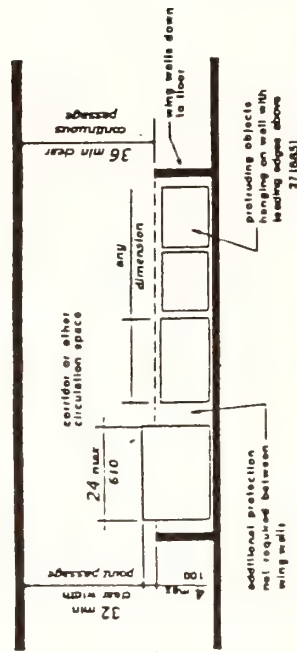 32 min
clear width
point passage
4 max
100
24 max
610
corridor or other
circulation space
any
dimension
36 min clear
continuous
passage
wing walls down
to floor
additional protection
not required between
wing walls
protruding objects
hanging on wall with
leading edges above
27 (685)